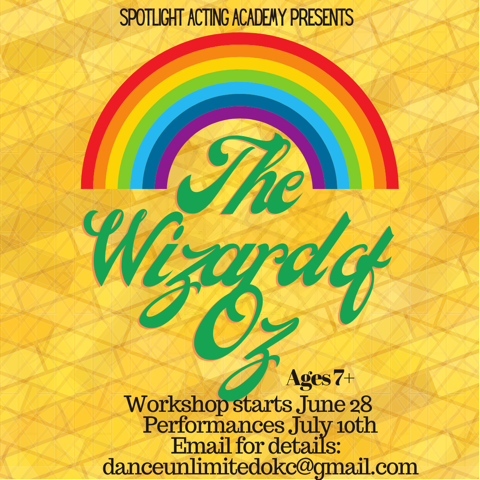 SPOTLIGHT ACTING ACADEMY PRESENTS
The
Wizard of
Oz
Ages 7+
Workshop starts June 28
Performances July 10th
Email for details:
danceunlimitedokc@gmail.com